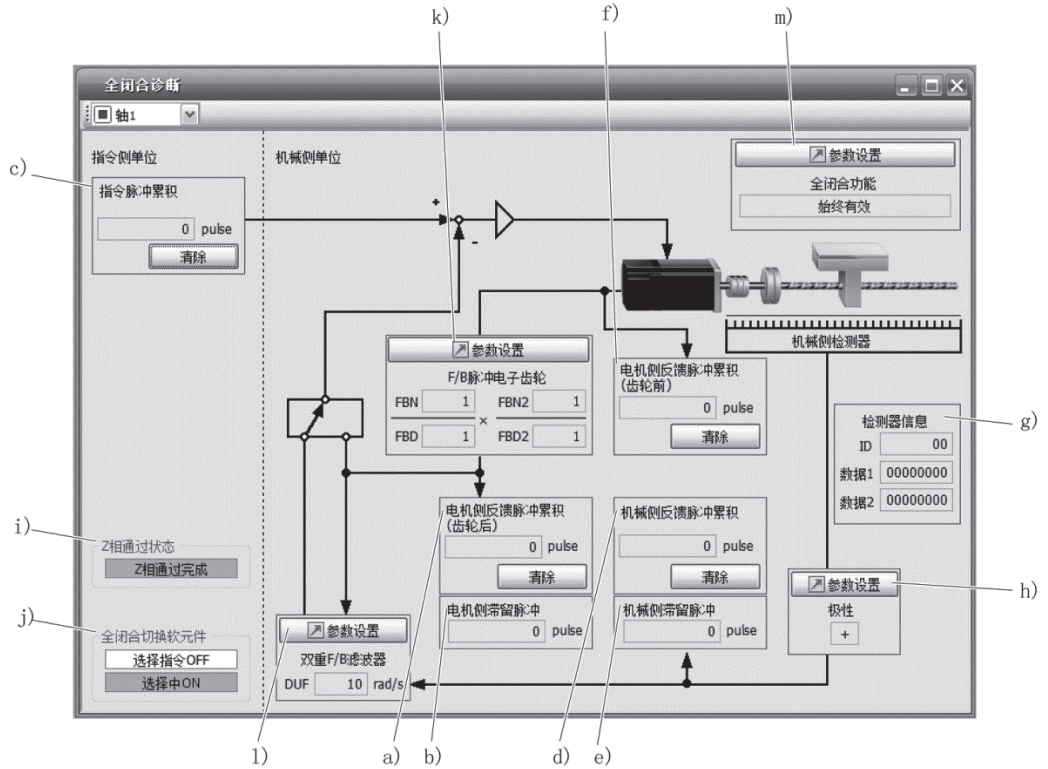 k)
f)
m)
全闭合诊断
轴1
c)
指令侧单位
机械侧单位
参数设置
全闭合功能
始终有效
指令脉冲累积
0 pulse
清除
+
-
机械侧检测器
参数设置
F/B脉冲电子齿轮
FBN 1 FBN2 1
×
FBD 1 FBD2 1
电机侧反馈脉冲累积
(齿轮前)
0 pulse
清除
检测器信息
ID 00
数据1 00000000
数据2 00000000
g)
i)
Z相通过状态
Z相通过完成
电机侧反馈脉冲累积
(齿轮后)
0 pulse
清除
机械侧反馈脉冲累积
0 pulse
清除
参数设置
极性
+
h)
j)
全闭合切换软元件
选择指令OFF
选择中ON
参数设置
双重F/B滤波器
DUF 10 rad/s
电机侧滞留脉冲
0 pulse
机械侧滞留脉冲
0 pulse
l)
a)
b)
d)
e)